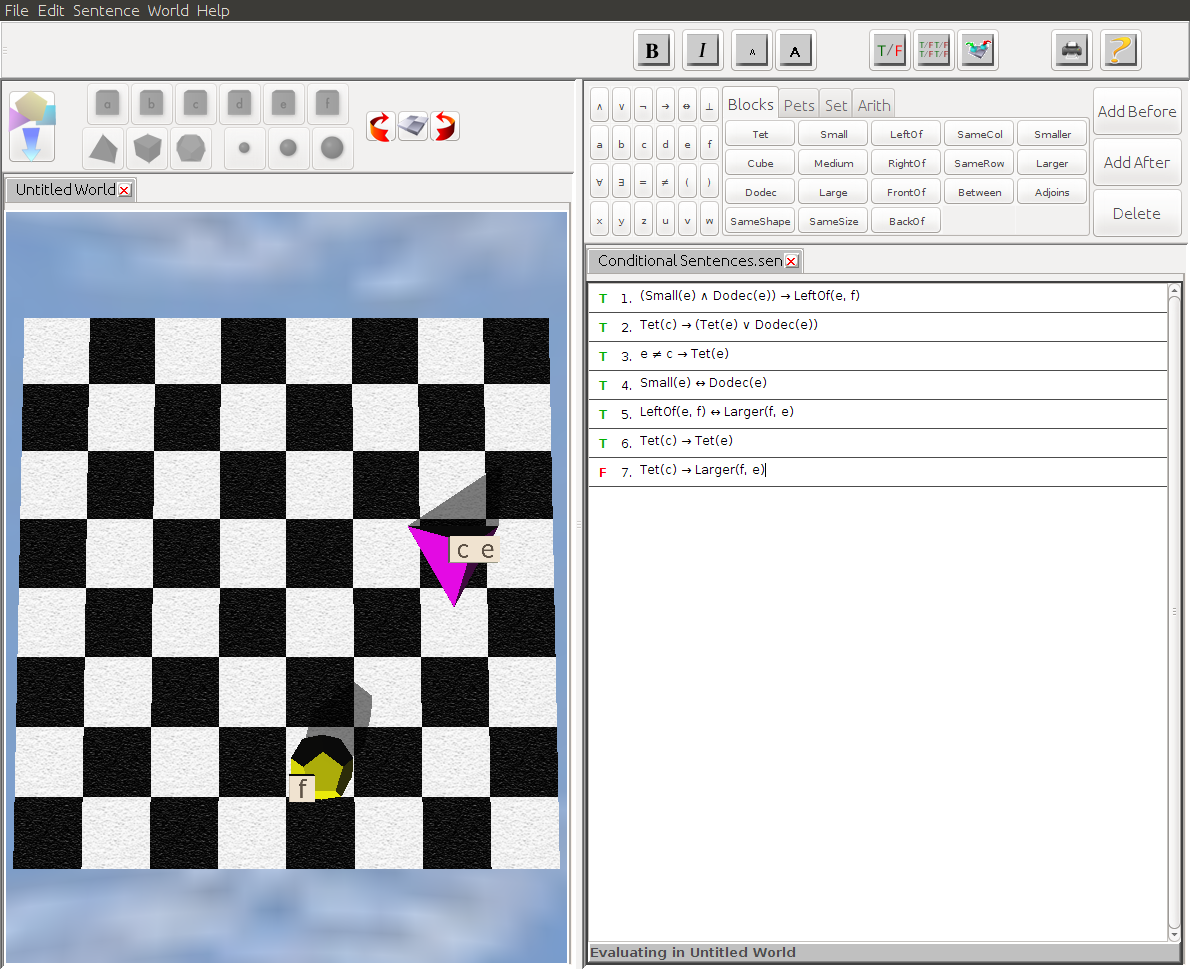 File Edit Sentence World Help
B I A A T/F T/FT/F T/FT/F ?
a b c d e f
∧ ∨ ¬ → ↔ ⊥
a b c d e f
∀ ∃ = ≠ ( )
x y z u v w
Blocks Pets Set Arith
Tet Small LeftOf SameCol Smaller
Cube Medium RightOf SameRow Larger
Dodec Large FrontOf Between Adjoins
SameShape SameSize BackOf
Add Before
Add After
Delete
Untitled World
c e
f
Conditional Sentences.sen
T 1. (Small(e) ∧ Dodec(e)) → LeftOf(e, f)
T 2. Tet(c) → (Tet(e) ∨ Dodec(e))
T 3. e ≠ c → Tet(e)
T 4. Small(e) ↔ Dodec(e)
T 5. LeftOf(e, f) ↔ Larger(f, e)
T 6. Tet(c) → Tet(e)
F 7. Tet(c) → Larger(f, e)
Evaluating in Untitled World